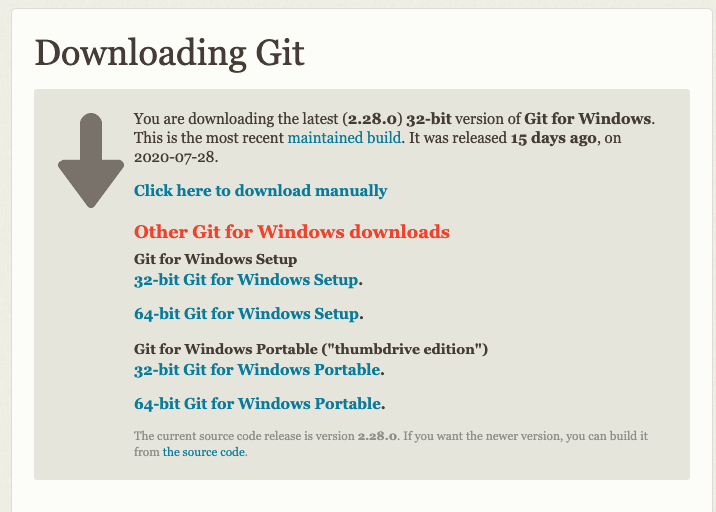 Downloading Git
You are downloading the latest (2.28.0) 32-bit version of Git for Windows.
This is the most recent maintained build. It was released 15 days ago, on
2020-07-28.
Click here to download manually
Other Git for Windows downloads
Git for Windows Setup
32-bit Git for Windows Setup.
64-bit Git for Windows Setup.
Git for Windows Portable ("thumbdrive edition")
32-bit Git for Windows Portable.
64-bit Git for Windows Portable.
The current source code release is version 2.28.0. If you want the newer version, you can build it
from the source code.